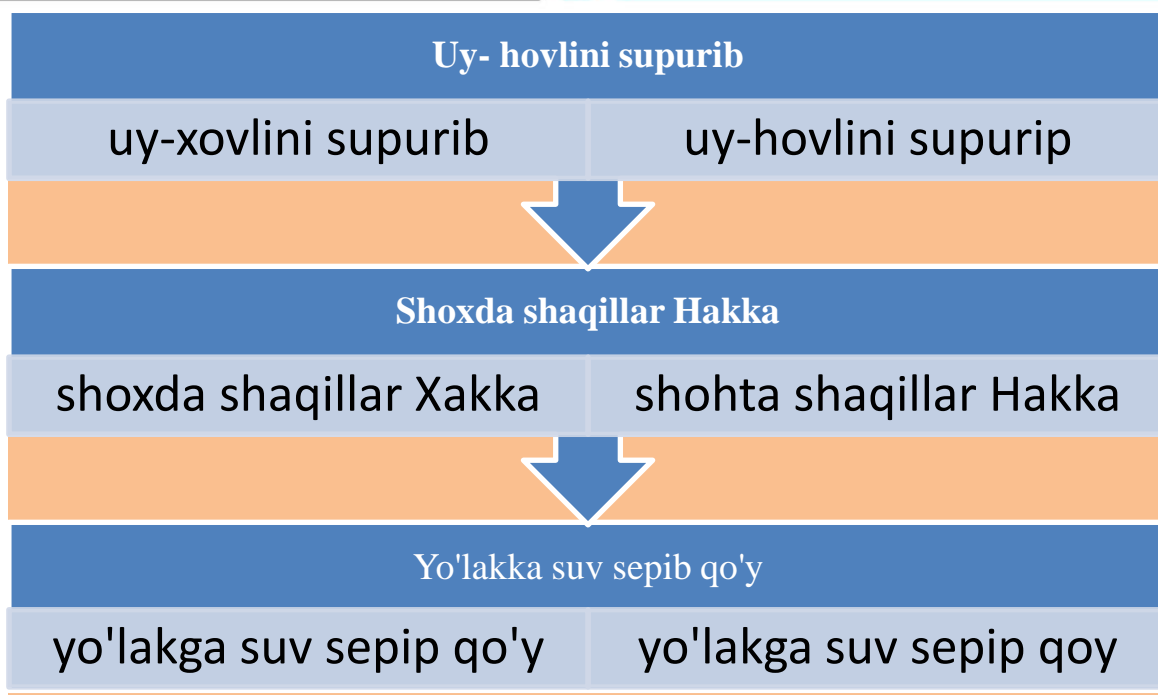 Uy- hovlini supurib
uy-xovlini supurib uy-hovlini supurip
Shoxda shaqillar Hakka
shoxda shaqillar Xakka shohta shaqillar Hakka
Yo'lakka suv sepib qo'y
yo'lakga suv sepip qo'y yo'lakga suv sepip qoy